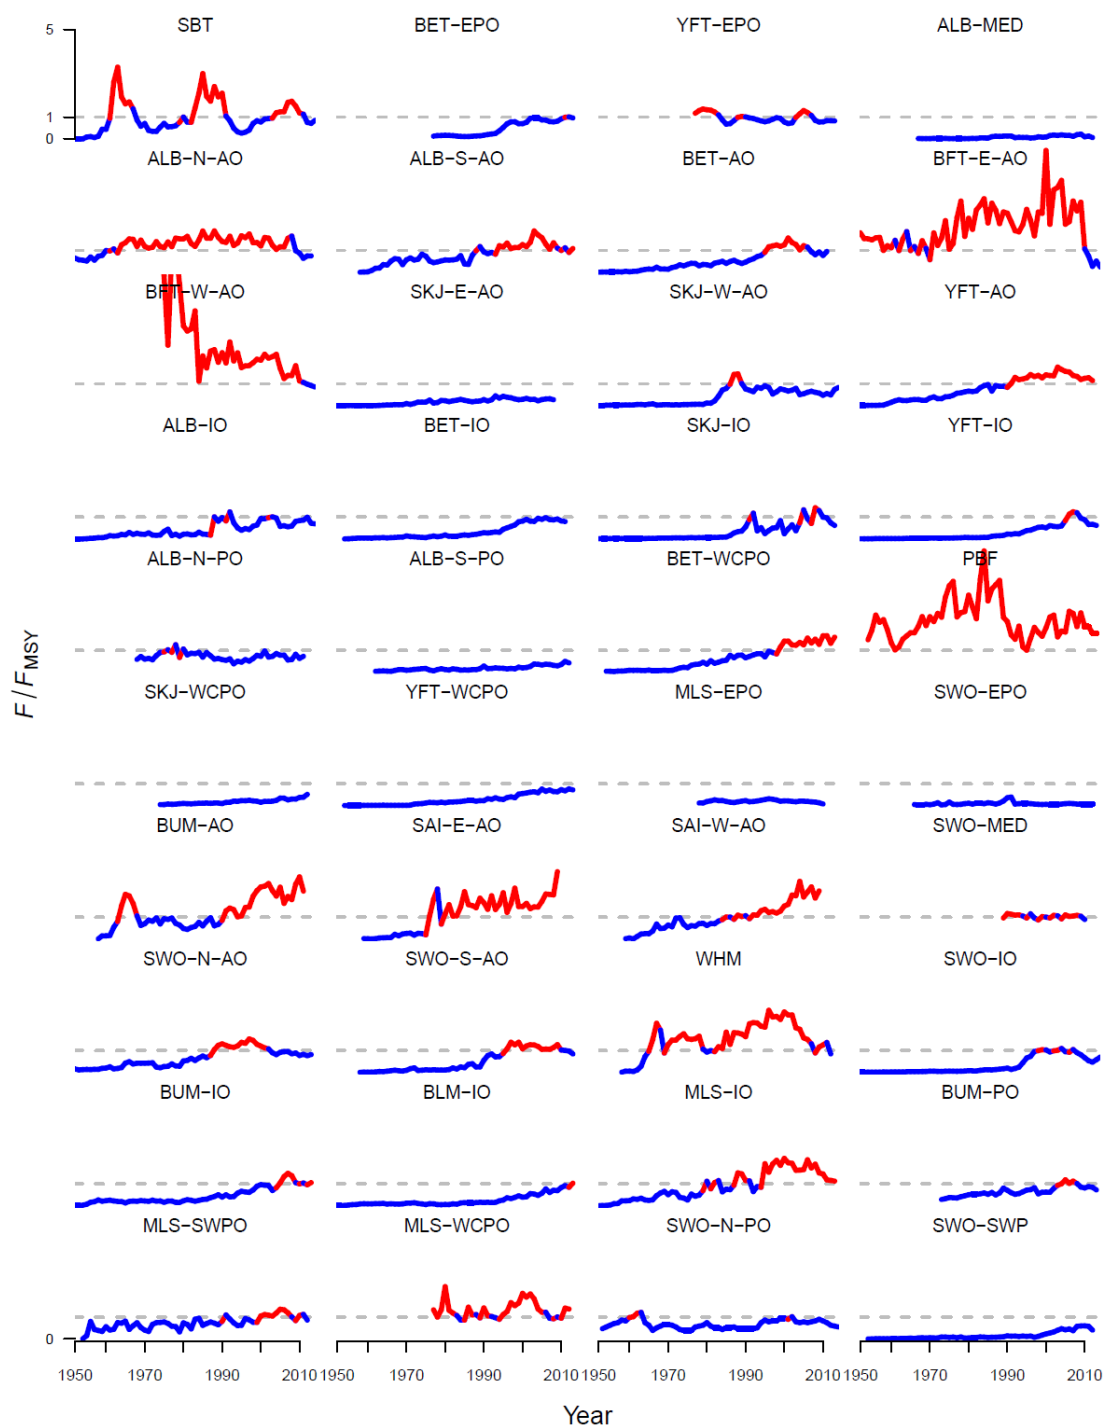 SBT BET−EPO YFT−EPO ALB−MED
5
1
0
ALB−N−AO ALB−S−AO BET−AO BFT−E−AO
BFT−W−AO SKJ−E−AO SKJ−W−AO YFT−AO
ALB−IO BET−IO SKJ−IO YFT−IO
ALB−N−PO ALB−S−PO BET−WCPO PBF
SKJ−WCPO YFT−WCPO MLS−EPO SWO−EPO
F / FMSY
BUM−AO SAI−E−AO SAI−W−AO SWO−MED
SWO−N−AO SWO−S−AO WHM SWO−IO
BUM−IO BLM−IO MLS−IO BUM−PO
MLS−SWPO MLS−WCPO SWO−N−PO SWO−SWP
0
1950 1970 1990 2010 1950 1970 1990 2010 1950 1970 1990 2010 1950 1970 1990 2010
Year